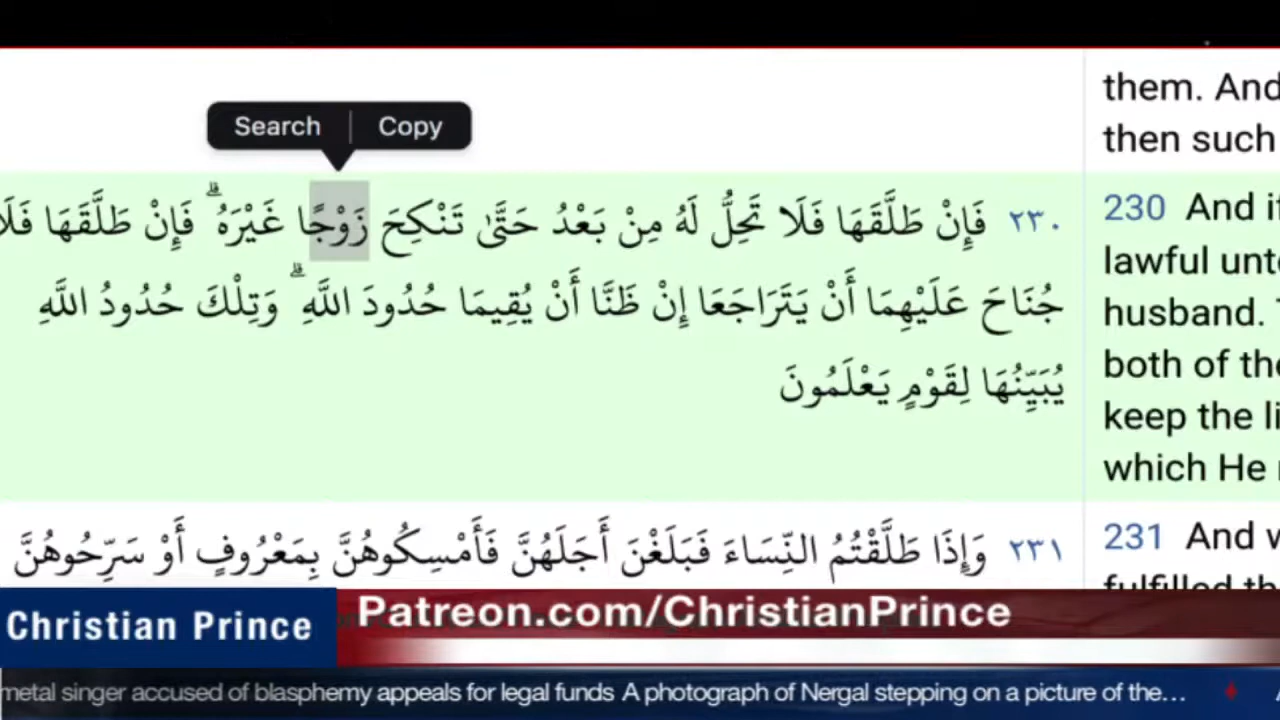 them. And
then such
Search
Copy
٢٣٠ فَإِنْ طَلَّقَهَا فَلَا تَحِلُّ لَهُ مِنْ بَعْدُ حَتَّىٰ تَنْكِحَ زَوْجًا غَيْرَهُ ۗ فَإِنْ طَلَّقَهَا فَلَا
جُنَاحَ عَلَيْهِمَا أَنْ يَتَرَاجَعَا إِنْ ظَنَّا أَنْ يُقِيمَا حُدُودَ اللَّهِ ۗ وَتِلْكَ حُدُودُ اللَّهِ
يُبَيِّنُهَا لِقَوْمٍ يَعْلَمُونَ
230 And if
lawful unto
husband.
both of the
keep the li
which He
٢٣١ وَإِذَا طَلَّقْتُمُ النِّسَاءَ فَبَلَغْنَ أَجَلَهُنَّ فَأَمْسِكُوهُنَّ بِمَعْرُوفٍ أَوْ سَرِّحُوهُنَّ
231 And w
Christian Prince
Patreon.com/ChristianPrince
metal singer accused of blasphemy appeals for legal funds A photograph of Nergal stepping on a picture of the...